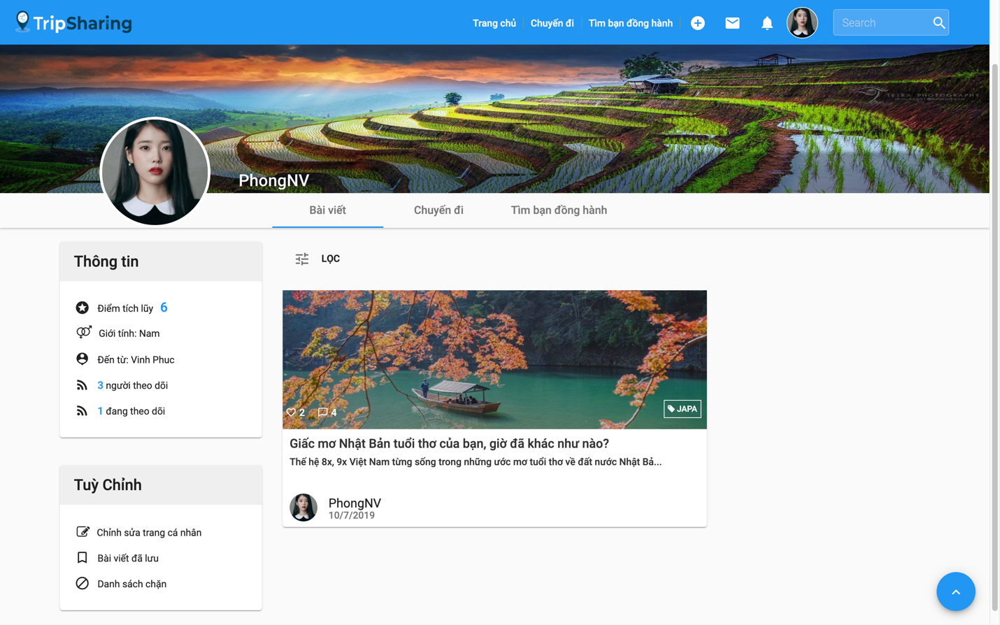 TripSharing
Trang chủ
Chuyến đi
Tìm bạn đồng hành
Search
TETRA PHOTOGRAPHY
PhongNV
Bài viết
Chuyến đi
Tìm bạn đồng hành
Thông tin
Điểm tích lũy 6
Giới tính: Nam
Đến từ: Vinh Phuc
3 người theo dõi
1 đang theo dõi
Tuỳ Chỉnh
Chỉnh sửa trang cá nhân
Bài viết đã lưu
Danh sách chặn
LỌC
2 4
JAPA
Giấc mơ Nhật Bản tuổi thơ của bạn, giờ đã khác như nào?
Thế hệ 8x, 9x Việt Nam từng sống trong những ước mơ tuổi thơ về đất nước Nhật Bả...
PhongNV
10/7/2019